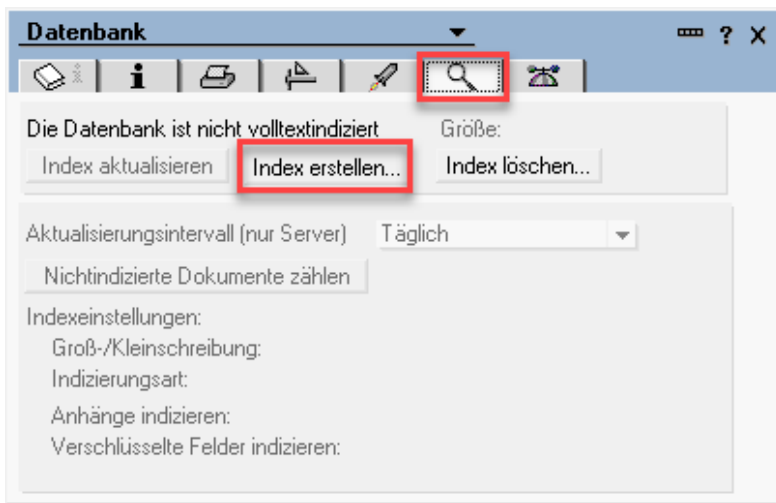 Datenbank
? X
i i
Die Datenbank ist nicht volltextindiziert Größe:
Index aktualisieren Index erstellen... Index löschen...
Aktualisierungsintervall (nur Server) Täglich
Nichtindizierte Dokumente zählen
Indexeinstellungen:
Groß-/Kleinschreibung:
Indizierungsart:
Anhänge indizieren:
Verschlüsselte Felder indizieren: